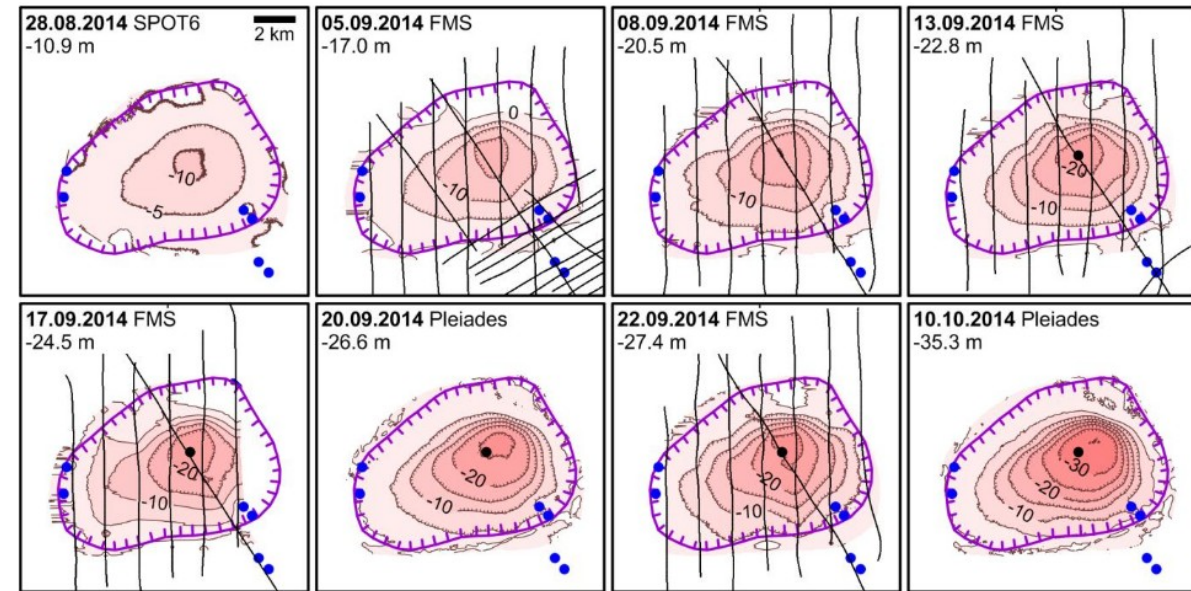 28.08.2014 SPOT6
2 km
-10.9 m
-10
-5
05.09.2014 FMS
-17.0 m
0
-10
08.09.2014 FMS
-20.5 m
-10
13.09.2014 FMS
-22.8 m
-20
-10
17.09.2014 FMS
-24.5 m
-20
-10
20.09.2014 Pleiades
-26.6 m
-20
-10
22.09.2014 FMS
-27.4 m
-20
-10
10.10.2014 Pleiades
-35.3 m
-30
-20
-10